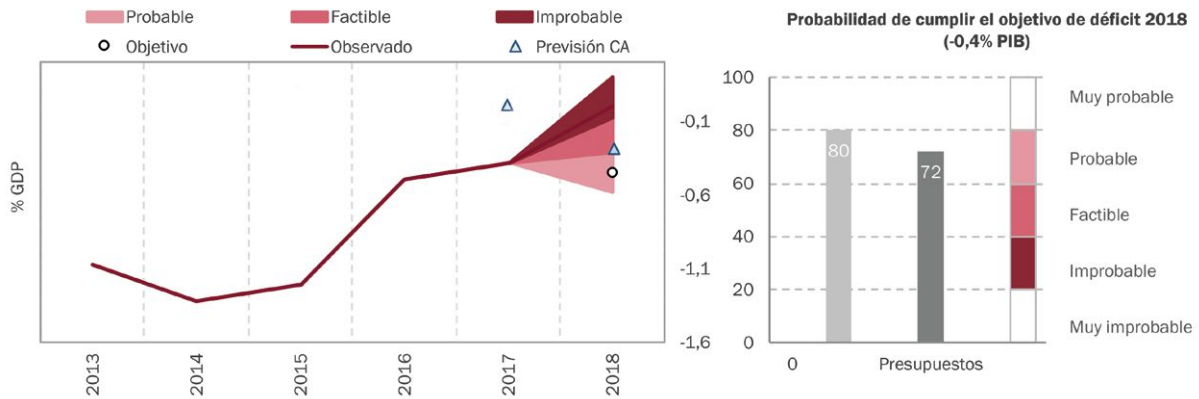 Probable Factible Improbable
Objetivo Observado Previsión CA
% GDP
-0,1
-0,6
-1,1
-1,6
2013 2014 2015 2016 2017 2018
Probabilidad de cumplir el objetivo de déficit 2018
(-0,4% PIB)
100
80
60
40
20
0
80
72
0 Presupuestos
Muy probable
Probable
Factible
Improbable
Muy improbable